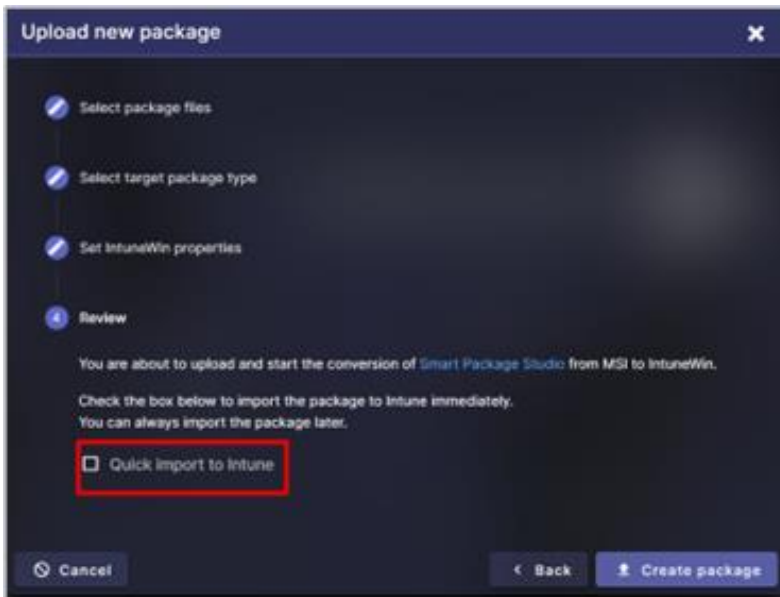 Upload new package
Select package files
Select target package type
Set IntuneWin properties
4 Review
You are about to upload and start the conversion of Smart Package Studio from MSI to IntuneWin.
Check the box below to import the package to Intune immediately.
You can always import the package later.
Quick import to Intune
Cancel
Back
Create package